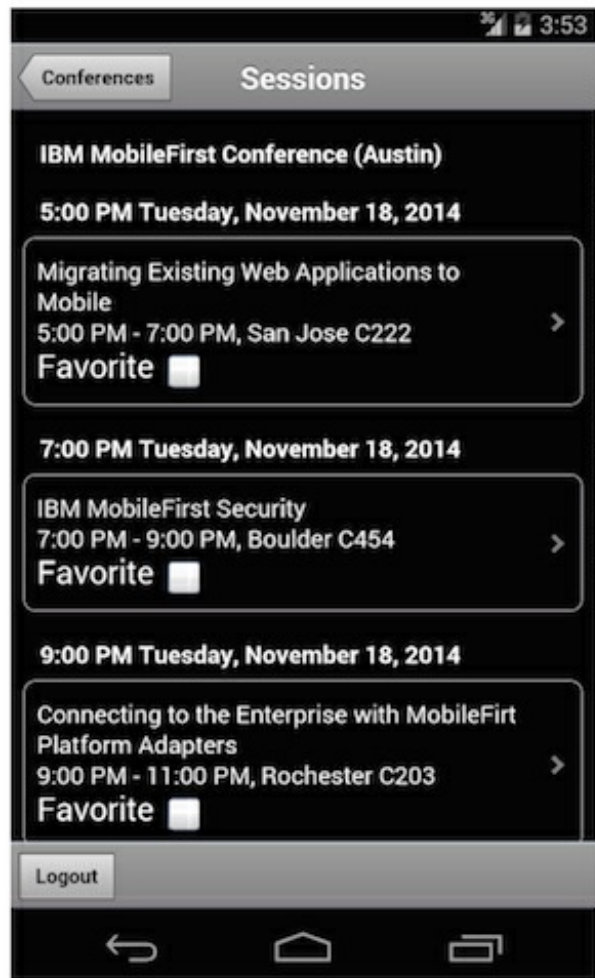 3G 3:53
Conferences Sessions
IBM MobileFirst Conference (Austin)
5:00 PM Tuesday, November 18, 2014
Migrating Existing Web Applications to
Mobile
5:00 PM - 7:00 PM, San Jose C222
Favorite
7:00 PM Tuesday, November 18, 2014
IBM MobileFirst Security
7:00 PM - 9:00 PM, Boulder C454
Favorite
9:00 PM Tuesday, November 18, 2014
Connecting to the Enterprise with MobileFirt
Platform Adapters
9:00 PM - 11:00 PM, Rochester C203
Favorite
Logout